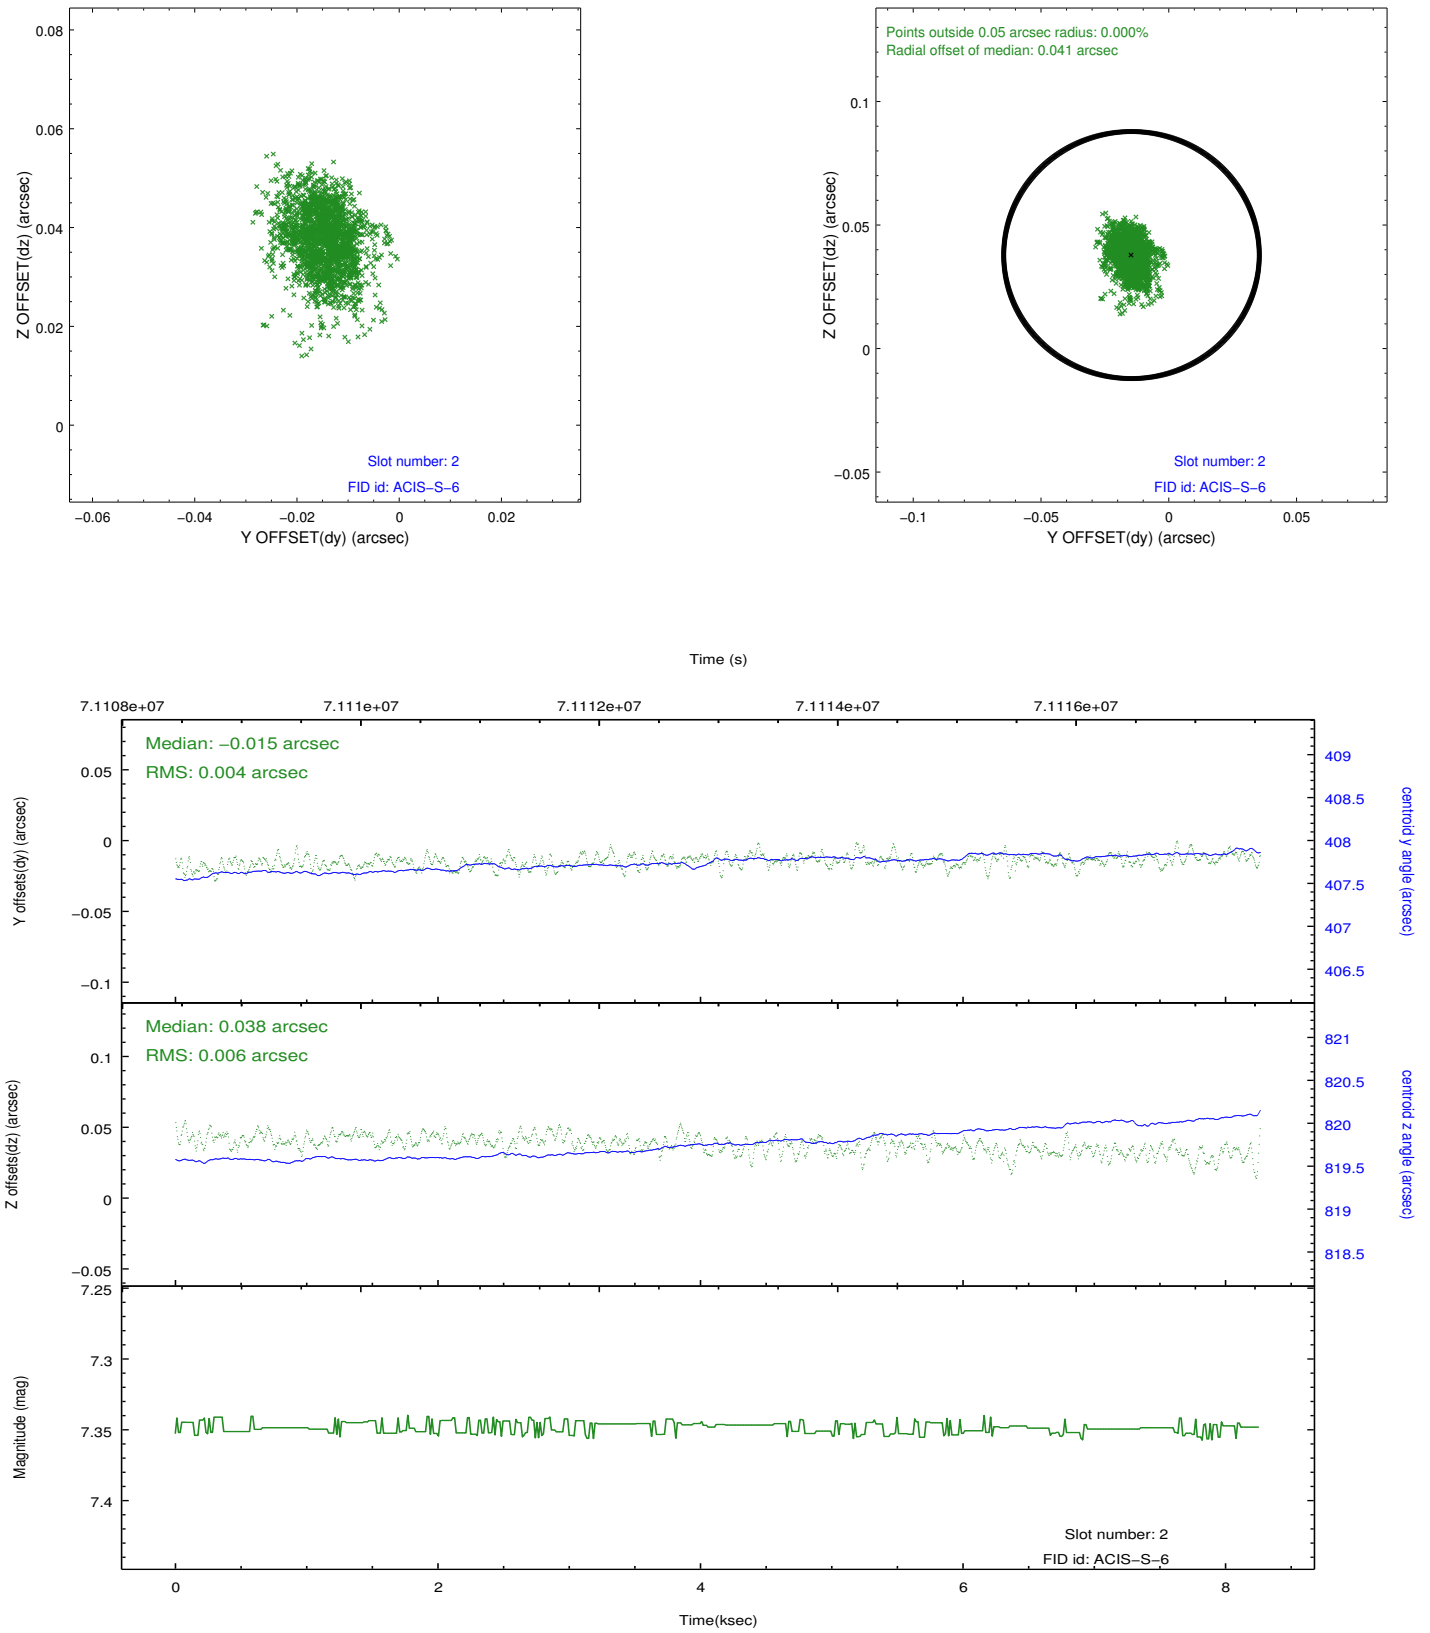 0.08
0.06
0.04
0.02
0
Z OFFSET(dz) (arcsec)
Slot number: 2
FID id: ACIS−S−6
−0.06
−0.04
−0.02
0
0.02
Y OFFSET(dy) (arcsec)
Points outside 0.05 arcsec radius: 0.000%
Radial offset of median: 0.041 arcsec
0.1
0.05
0
−0.05
Z OFFSET(dz) (arcsec)
Slot number: 2
FID id: ACIS−S−6
−0.1
−0.05
0
0.05
Y OFFSET(dy) (arcsec)
Time (s)
7.1108e+07
7.111e+07
7.1112e+07
7.1114e+07
7.1116e+07
Median: −0.015 arcsec
RMS: 0.004 arcsec
0.05
0
−0.05
−0.1
Y offsets(dy) (arcsec)
409
408.5
408
407.5
407
406.5
centroid y angle (arcsec)
Median: 0.038 arcsec
RMS: 0.006 arcsec
0.1
0.05
0
−0.05
Z offsets(dz) (arcsec)
821
820.5
820
819.5
819
818.5
centroid z angle (arcsec)
7.25
7.3
7.35
7.4
Magnitude (mag)
Slot number: 2
FID id: ACIS−S−6
0
2
4
6
8
Time(ksec)